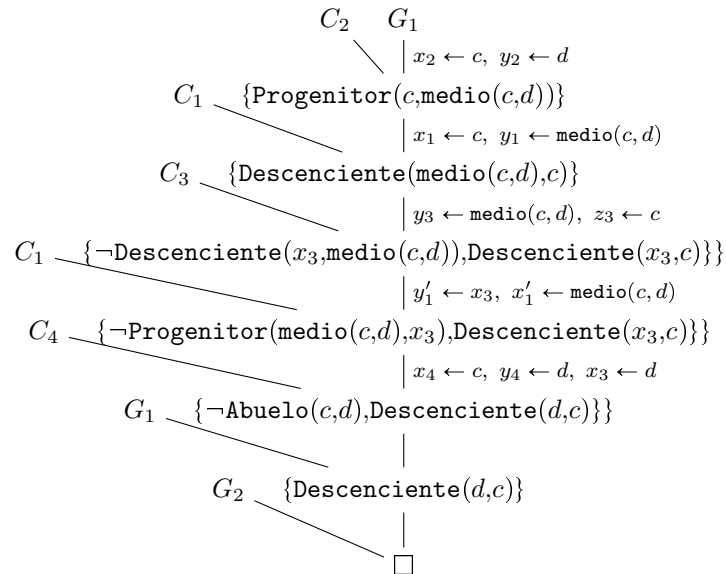 C₂ G₁
x₂ ← c, y₂ ← d
{Progenitor(c,medio(c,d))}
C₁
x₁ ← c, y₁ ← medio(c, d)
{Descenciente(medio(c,d),c)}
C₃
y₃ ← medio(c, d), z₃ ← c
{¬Descenciente(x₃,medio(c,d)),Descenciente(x₃,c)}}
C₁
y′₁ ← x₃, x′₁ ← medio(c, d)
{¬Progenitor(medio(c,d),x₃),Descenciente(x₃,c)}}
C₄
x₄ ← c, y₄ ← d, x₃ ← d
{¬Abuelo(c,d),Descenciente(d,c)}}
G₁
{Descenciente(d,c)}
G₂
□